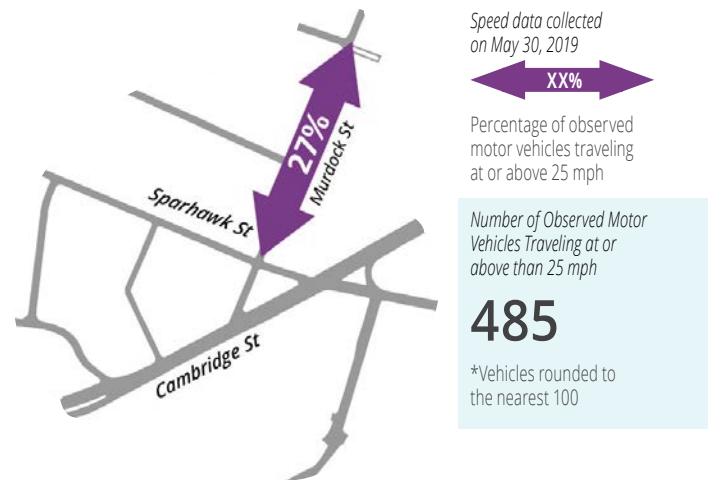 27%
Murdock St
Sparhawk St
Cambridge St
Speed data collected
on May 30, 2019
XX%
Percentage of observed
motor vehicles traveling
at or above 25 mph
Number of Observed Motor
Vehicles Traveling at or
above than 25 mph
485
*Vehicles rounded to
the nearest 100